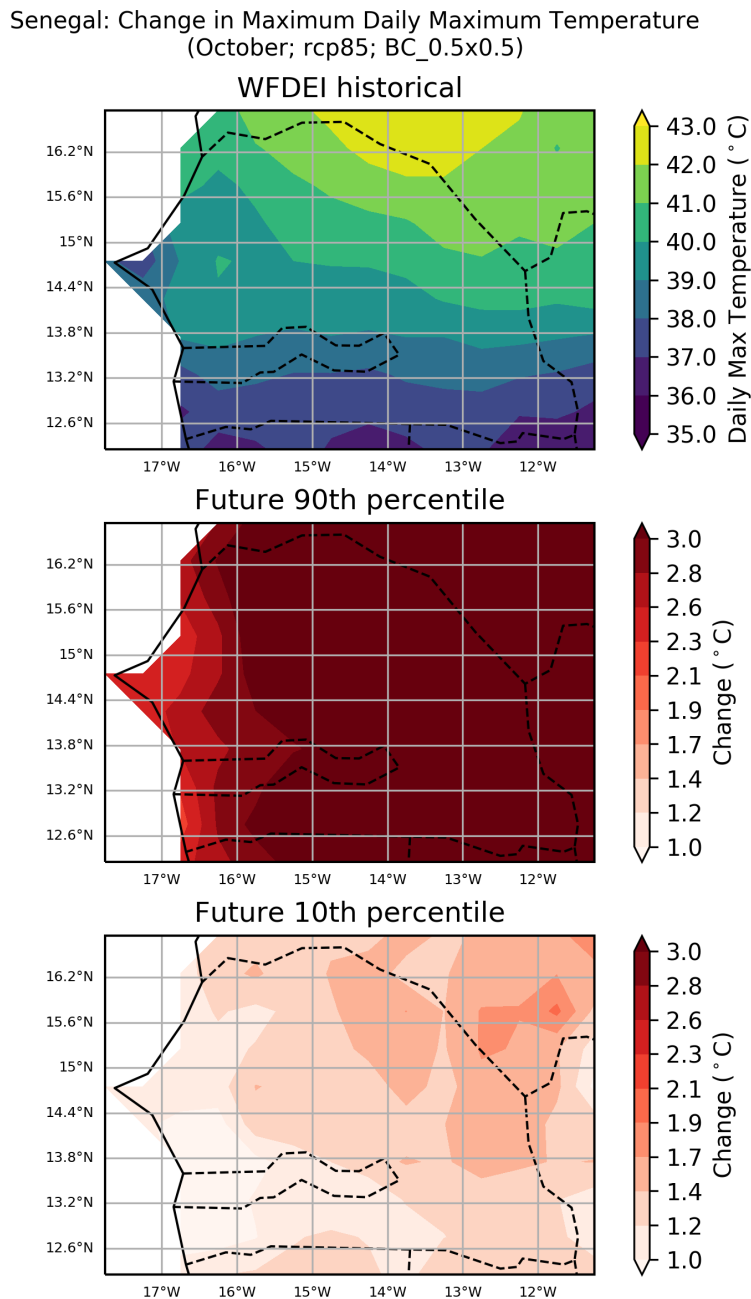 Senegal: Change in Maximum Daily Maximum Temperature
(October; rcp85; BC_0.5x0.5)
WFDEI historical
16.2°N
15.6°N
15°N
14.4°N
13.8°N
13.2°N
12.6°N
17°W 16°W 15°W 14°W 13°W 12°W
43.0
42.0
41.0
40.0
39.0
38.0
37.0
36.0
35.0
Daily Max Temperature (°C)
Future 90th percentile
16.2°N
15.6°N
15°N
14.4°N
13.8°N
13.2°N
12.6°N
17°W 16°W 15°W 14°W 13°W 12°W
3.0
2.8
2.6
2.3
2.1
1.9
1.7
1.4
1.2
1.0
Change (°C)
Future 10th percentile
16.2°N
15.6°N
15°N
14.4°N
13.8°N
13.2°N
12.6°N
17°W 16°W 15°W 14°W 13°W 12°W
3.0
2.8
2.6
2.3
2.1
1.9
1.7
1.4
1.2
1.0
Change (°C)